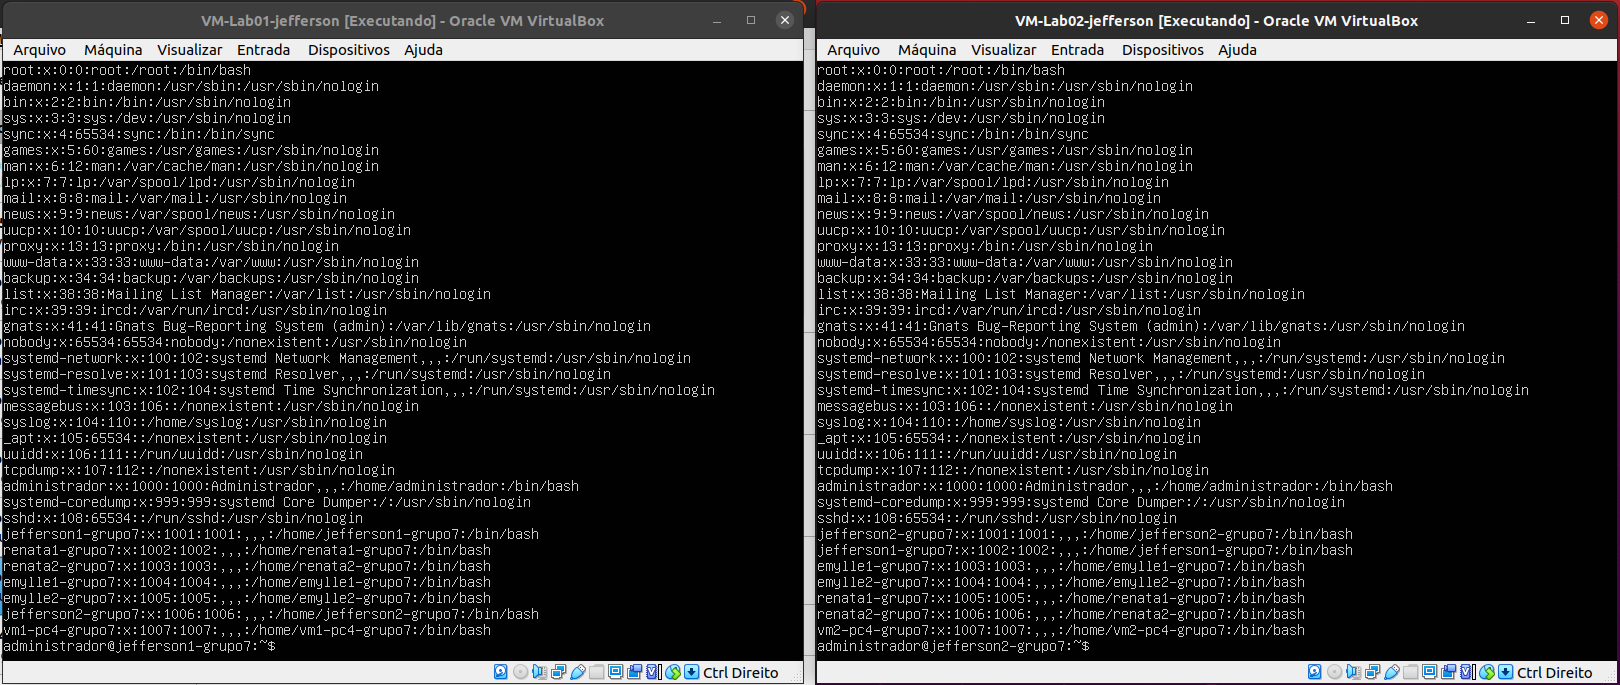 VM-Lab01-jefferson [Executando] - Oracle VM VirtualBox
Arquivo Máquina Visualizar Entrada Dispositivos Ajuda
root:x:0:0:root:/root:/bin/bash
daemon:x:1:1:daemon:/usr/sbin:/usr/sbin/nologin
bin:x:2:2:bin:/bin:/usr/sbin/nologin
sys:x:3:3:sys:/dev:/usr/sbin/nologin
sync:x:4:65534:sync:/bin:/bin/sync
games:x:5:60:games:/usr/games:/usr/sbin/nologin
man:x:6:12:man:/var/cache/man:/usr/sbin/nologin
lp:x:7:7:lp:/var/spool/lpd:/usr/sbin/nologin
mail:x:8:8:mail:/var/mail:/usr/sbin/nologin
news:x:9:9:news:/var/spool/news:/usr/sbin/nologin
uucp:x:10:10:uucp:/var/spool/uucp:/usr/sbin/nologin
proxy:x:13:13:proxy:/bin:/usr/sbin/nologin
www-data:x:33:33:www-data:/var/www:/usr/sbin/nologin
backup:x:34:34:backup:/var/backups:/usr/sbin/nologin
list:x:38:38:Mailing List Manager:/var/list:/usr/sbin/nologin
irc:x:39:39:ircd:/var/run/ircd:/usr/sbin/nologin
gnats:x:41:41:Gnats Bug-Reporting System (admin):/var/lib/gnats:/usr/sbin/nologin
nobody:x:65534:65534:nobody:/nonexistent:/usr/sbin/nologin
systemd-network:x:100:102:systemd Network Management,,,:/run/systemd:/usr/sbin/nologin
systemd-resolve:x:101:103:systemd Resolver,,,:/run/systemd:/usr/sbin/nologin
systemd-timesync:x:102:104:systemd Time Synchronization,,,:/run/systemd:/usr/sbin/nologin
messagebus:x:103:106::/nonexistent:/usr/sbin/nologin
syslog:x:104:110::/home/syslog:/usr/sbin/nologin
_apt:x:105:65534::/nonexistent:/usr/sbin/nologin
uuidd:x:106:111::/run/uuidd:/usr/sbin/nologin
tcpdump:x:107:112::/nonexistent:/usr/sbin/nologin
administrador:x:1000:1000:Administrador,,,:/home/administrador:/bin/bash
systemd-coredump:x:999:999:systemd Core Dumper:/:/usr/sbin/nologin
sshd:x:108:65534::/run/sshd:/usr/sbin/nologin
jefferson1-grupo7:x:1001:1001:,,,:/home/jefferson1-grupo7:/bin/bash
renata1-grupo7:x:1002:1002:,,,:/home/renata1-grupo7:/bin/bash
renata2-grupo7:x:1003:1003:,,,:/home/renata2-grupo7:/bin/bash
emylle1-grupo7:x:1004:1004:,,,:/home/emylle1-grupo7:/bin/bash
emylle2-grupo7:x:1005:1005:,,,:/home/emylle2-grupo7:/bin/bash
jefferson2-grupo7:x:1006:1006:,,,:/home/jefferson2-grupo7:/bin/bash
vm1-pc4-grupo7:x:1007:1007:,,,:/home/vm1-pc4-grupo7:/bin/bash
administrador@jefferson1-grupo7:~$
Ctrl Direito
VM-Lab02-jefferson [Executando] - Oracle VM VirtualBox
Arquivo Máquina Visualizar Entrada Dispositivos Ajuda
root:x:0:0:root:/root:/bin/bash
daemon:x:1:1:daemon:/usr/sbin:/usr/sbin/nologin
bin:x:2:2:bin:/bin:/usr/sbin/nologin
sys:x:3:3:sys:/dev:/usr/sbin/nologin
sync:x:4:65534:sync:/bin:/bin/sync
games:x:5:60:games:/usr/games:/usr/sbin/nologin
man:x:6:12:man:/var/cache/man:/usr/sbin/nologin
lp:x:7:7:lp:/var/spool/lpd:/usr/sbin/nologin
mail:x:8:8:mail:/var/mail:/usr/sbin/nologin
news:x:9:9:news:/var/spool/news:/usr/sbin/nologin
uucp:x:10:10:uucp:/var/spool/uucp:/usr/sbin/nologin
proxy:x:13:13:proxy:/bin:/usr/sbin/nologin
www-data:x:33:33:www-data:/var/www:/usr/sbin/nologin
backup:x:34:34:backup:/var/backups:/usr/sbin/nologin
list:x:38:38:Mailing List Manager:/var/list:/usr/sbin/nologin
irc:x:39:39:ircd:/var/run/ircd:/usr/sbin/nologin
gnats:x:41:41:Gnats Bug-Reporting System (admin):/var/lib/gnats:/usr/sbin/nologin
nobody:x:65534:65534:nobody:/nonexistent:/usr/sbin/nologin
systemd-network:x:100:102:systemd Network Management,,,:/run/systemd:/usr/sbin/nologin
systemd-resolve:x:101:103:systemd Resolver,,,:/run/systemd:/usr/sbin/nologin
systemd-timesync:x:102:104:systemd Time Synchronization,,,:/run/systemd:/usr/sbin/nologin
messagebus:x:103:106::/nonexistent:/usr/sbin/nologin
syslog:x:104:110::/home/syslog:/usr/sbin/nologin
_apt:x:105:65534::/nonexistent:/usr/sbin/nologin
uuidd:x:106:111::/run/uuidd:/usr/sbin/nologin
tcpdump:x:107:112::/nonexistent:/usr/sbin/nologin
administrador:x:1000:1000:Administrador,,,:/home/administrador:/bin/bash
systemd-coredump:x:999:999:systemd Core Dumper:/:/usr/sbin/nologin
sshd:x:108:65534::/run/sshd:/usr/sbin/nologin
jefferson2-grupo7:x:1001:1001:,,,:/home/jefferson2-grupo7:/bin/bash
jefferson1-grupo7:x:1002:1002:,,,:/home/jefferson1-grupo7:/bin/bash
emylle1-grupo7:x:1003:1003:,,,:/home/emylle1-grupo7:/bin/bash
emylle2-grupo7:x:1004:1004:,,,:/home/emylle2-grupo7:/bin/bash
renata1-grupo7:x:1005:1005:,,,:/home/renata1-grupo7:/bin/bash
renata2-grupo7:x:1006:1006:,,,:/home/renata2-grupo7:/bin/bash
vm2-pc4-grupo7:x:1007:1007:,,,:/home/vm2-pc4-grupo7:/bin/bash
administrador@jefferson2-grupo7:~$
Ctrl Direito